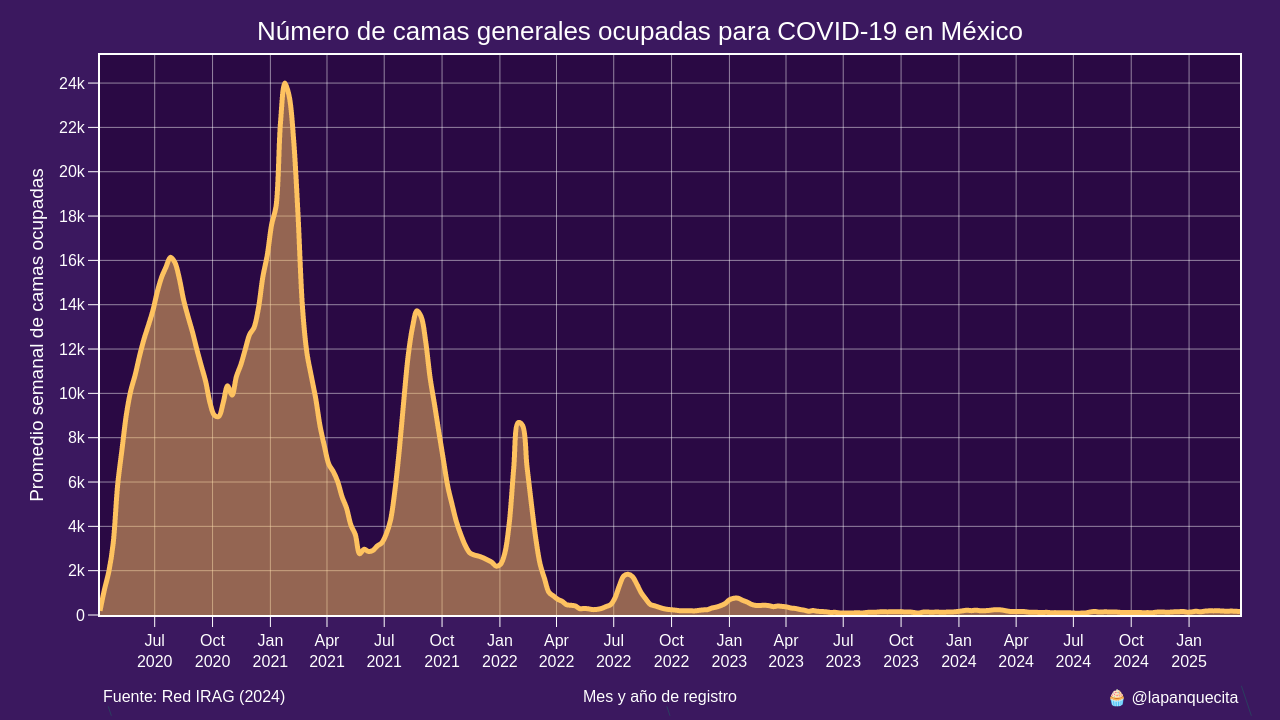 Número de camas generales ocupadas para COVID-19 en México
Promedio semanal de camas ocupadas
24k
22k
20k
18k
16k
14k
12k
10k
8k
6k
4k
2k
0
Jul Oct Jan Apr Jul Oct Jan Apr Jul Oct Jan Apr Jul Oct Jan Apr Jul Oct Jan
2020 2020 2021 2021 2021 2021 2022 2022 2022 2022 2023 2023 2023 2023 2024 2024 2024 2024 2025
Fuente: Red IRAG (2024) Mes y año de registro 🧁 @lapanquecita